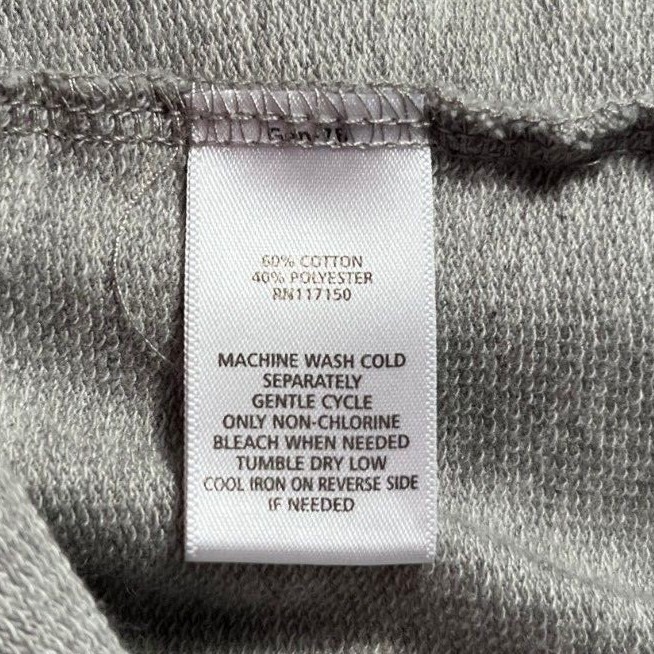 60% COTTON
40% POLYESTER
RN117150
MACHINE WASH COLD
SEPARATELY
GENTLE CYCLE
ONLY NON-CHLORINE
BLEACH WHEN NEEDED
TUMBLE DRY LOW
COOL IRON ON REVERSE SIDE
IF NEEDED